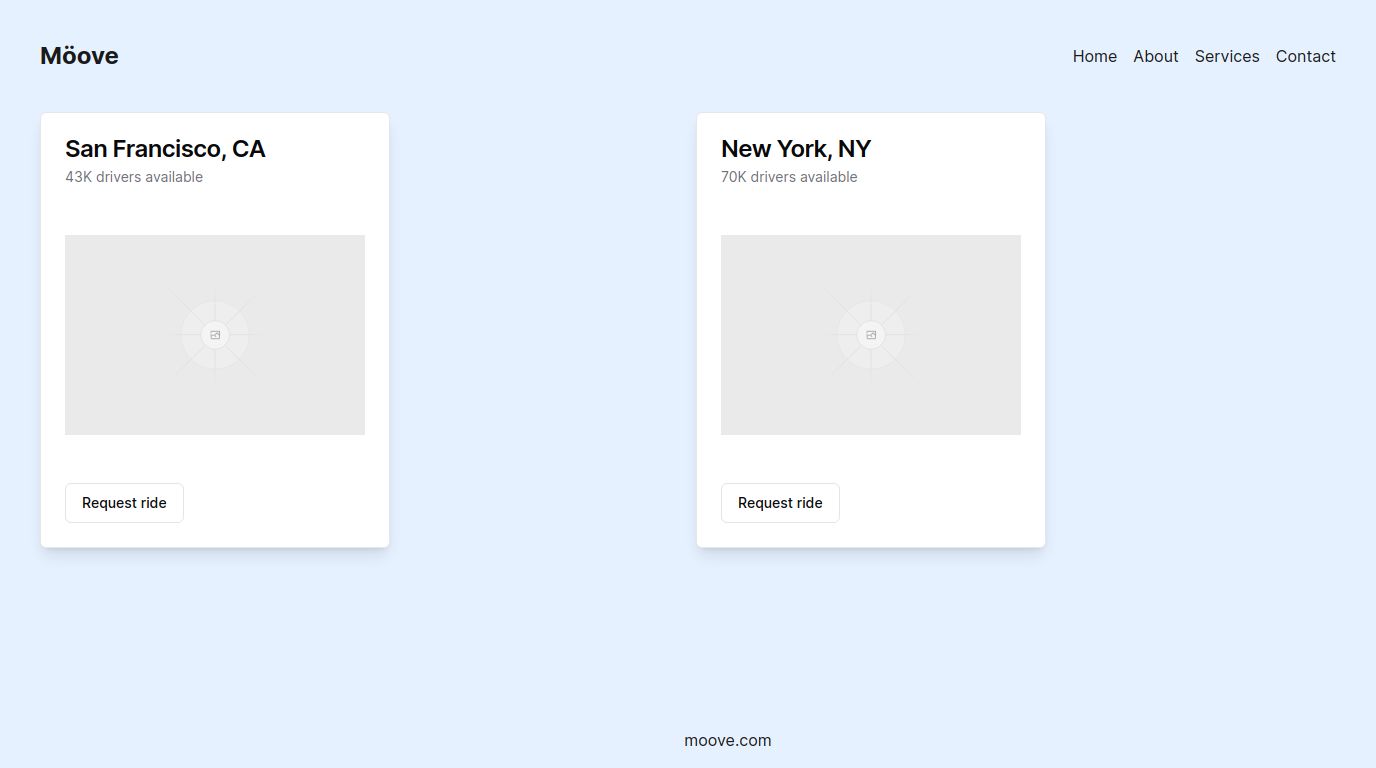 Möove
Home About Services Contact
San Francisco, CA
43K drivers available
Request ride
New York, NY
70K drivers available
Request ride
moove.com